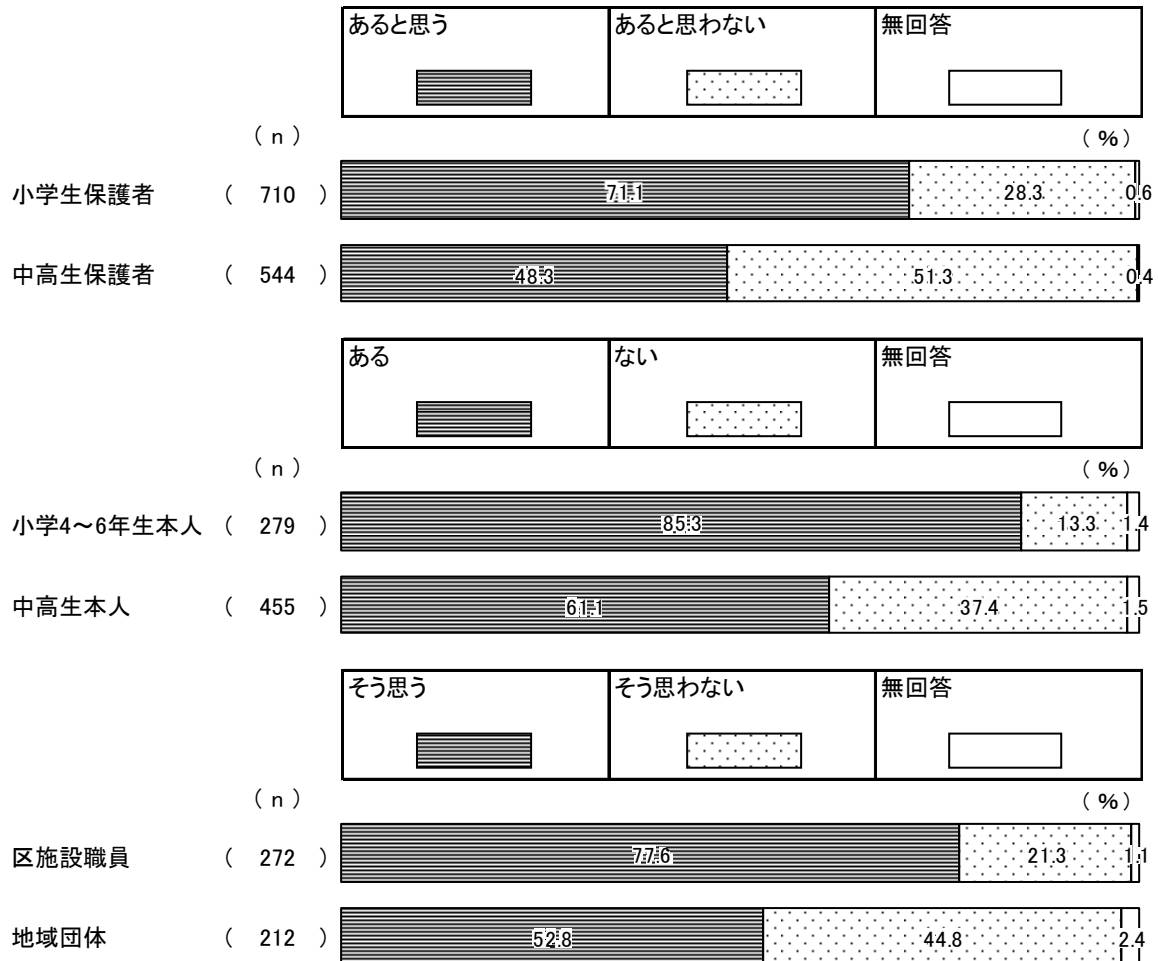 あると思う あると思わない 無回答
( n ) ( % )
小学生保護者 ( 710 ) 71.1 28.3 0.6
中高生保護者 ( 544 ) 48.3 51.3 0.4
ある ない 無回答
( n ) ( % )
小学4～6年生本人 ( 279 ) 85.3 13.3 1.4
中高生本人 ( 455 ) 61.1 37.4 1.5
そう思う そう思わない 無回答
( n ) ( % )
区施設職員 ( 272 ) 77.6 21.3 1.1
地域団体 ( 212 ) 52.8 44.8 2.4